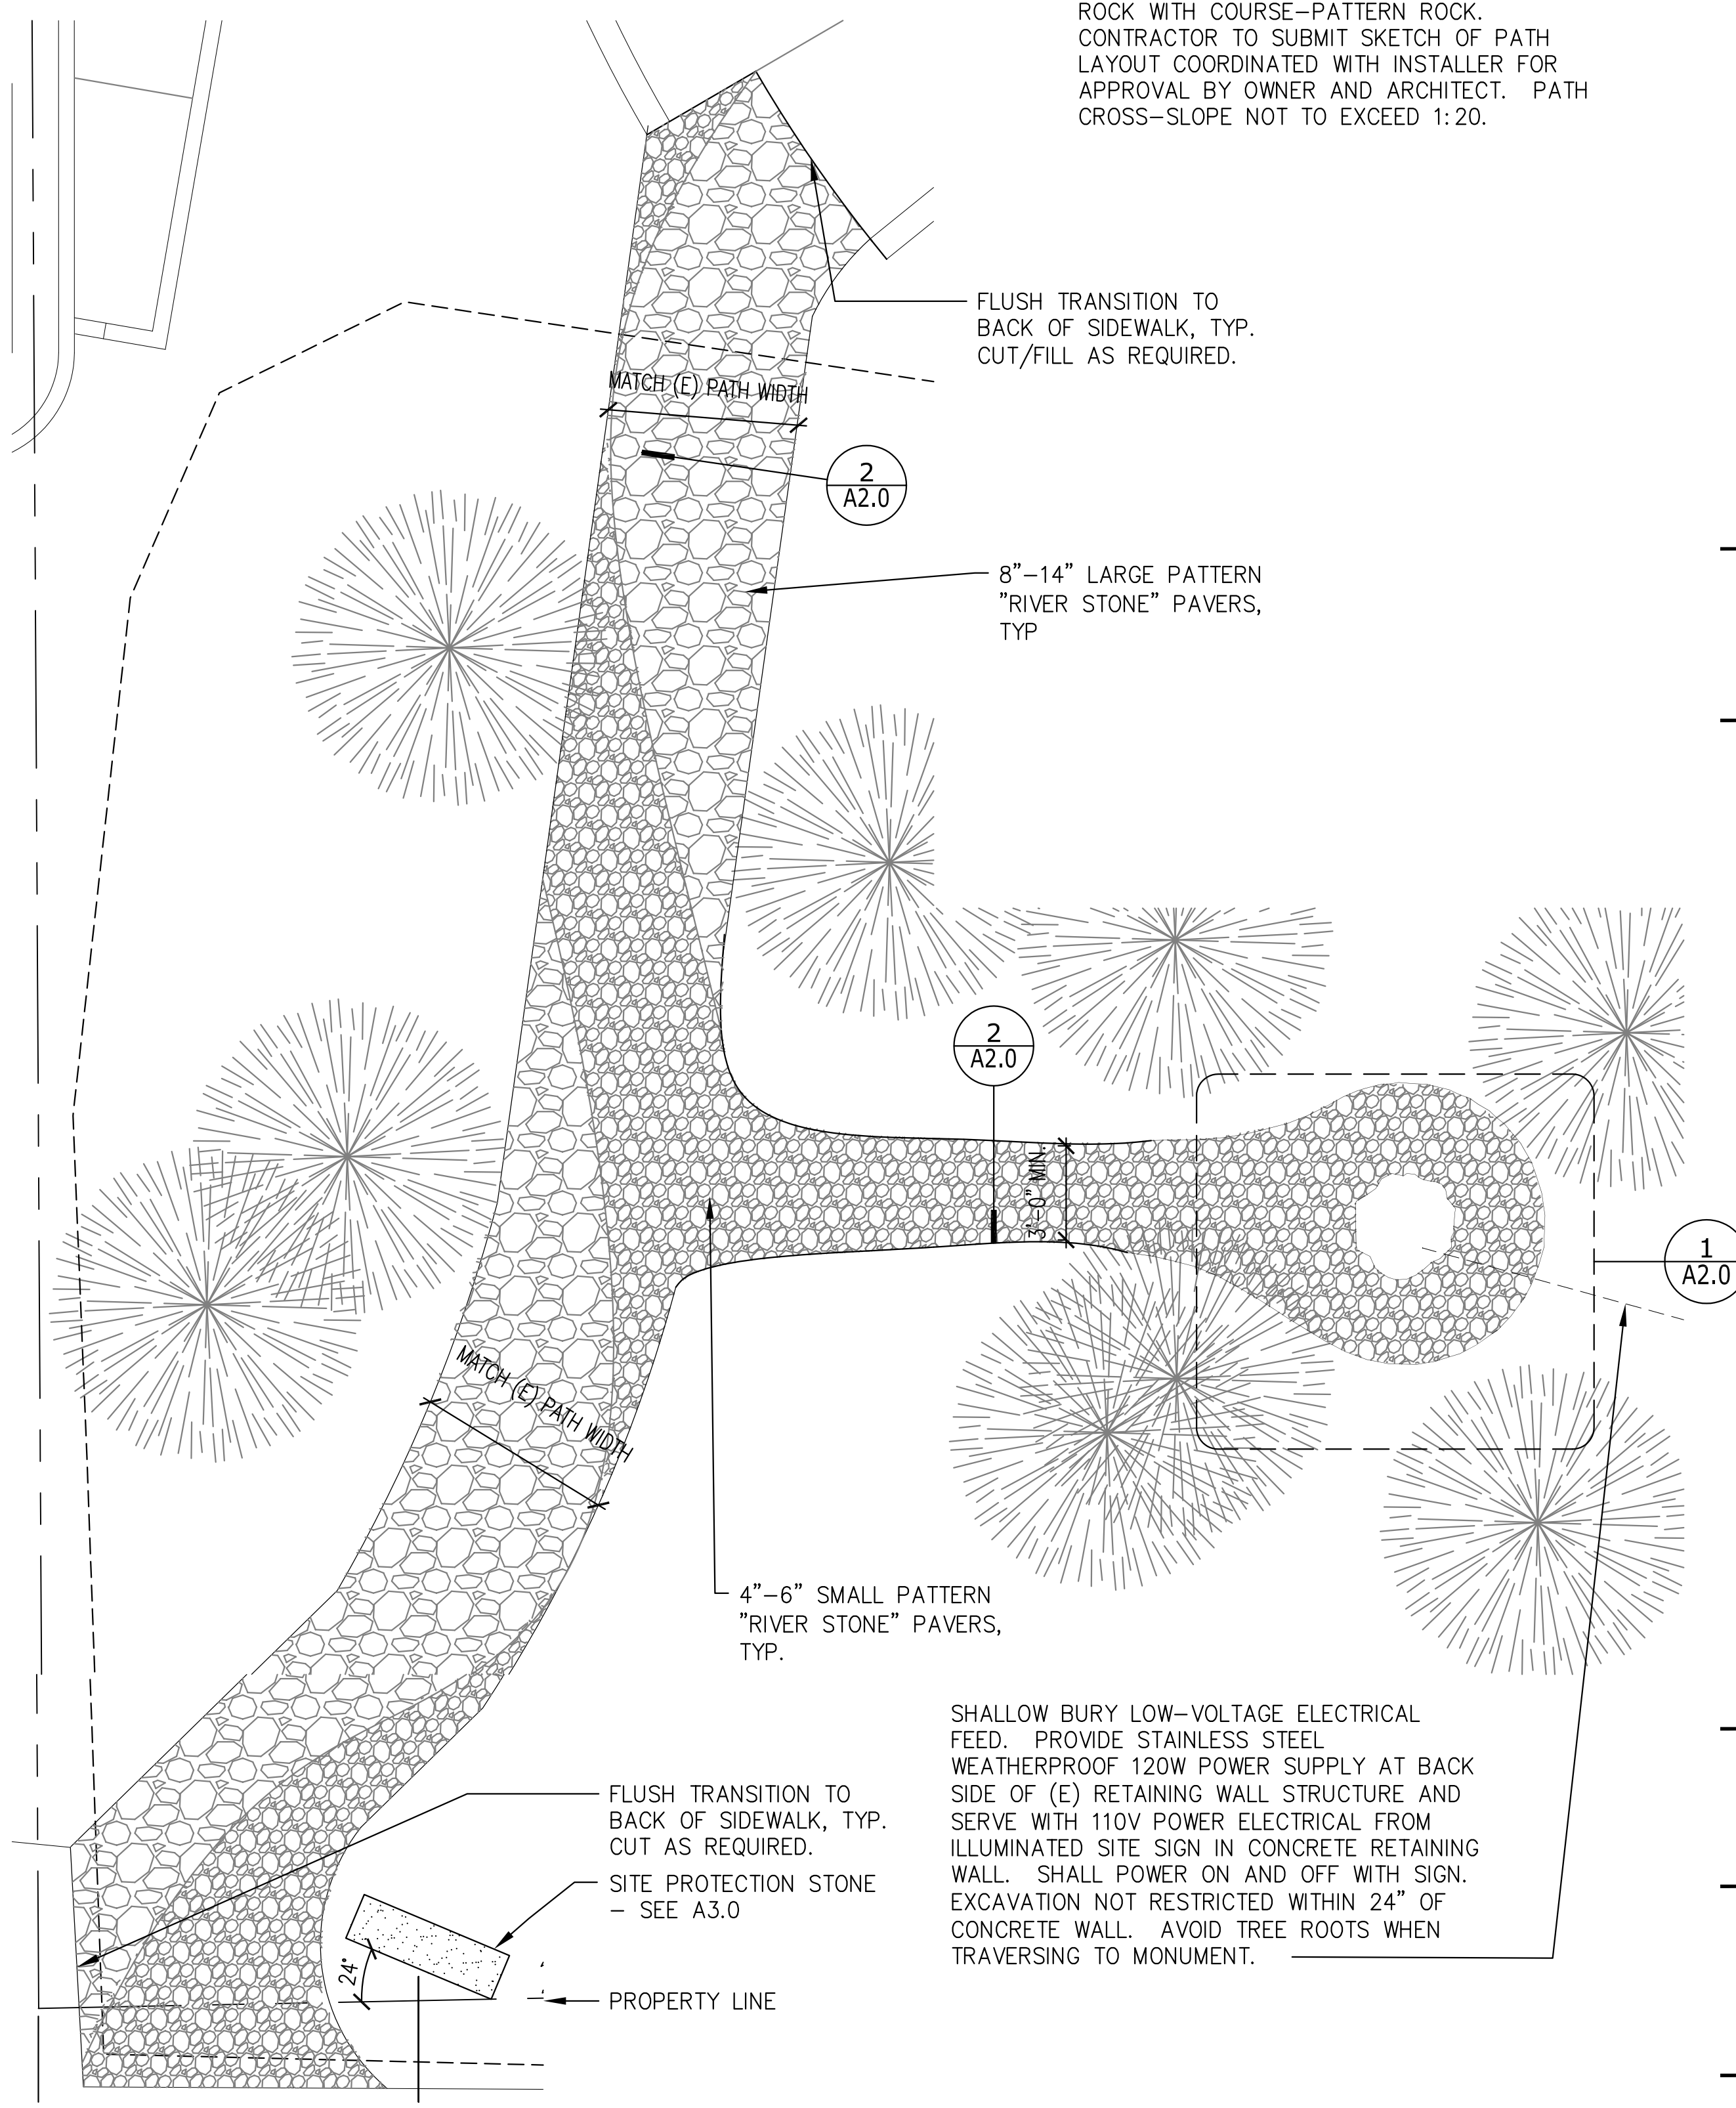 ROCK WITH COURSE-PATTERN ROCK.
CONTRACTOR TO SUBMIT SKETCH OF PATH
LAYOUT COORDINATED WITH INSTALLER FOR
APPROVAL BY OWNER AND ARCHITECT. PATH
CROSS-SLOPE NOT TO EXCEED 1:20.
FLUSH TRANSITION TO
BACK OF SIDEWALK, TYP.
CUT/FILL AS REQUIRED.
MATCH (E) PATH WIDTH
2
A2.0
8"-14" LARGE PATTERN
"RIVER STONE" PAVERS,
TYP
2
A2.0
3'-0" MIN.
1
A2.0
MATCH (E) PATH WIDTH
4"-6" SMALL PATTERN
"RIVER STONE" PAVERS,
TYP.
SHALLOW BURY LOW-VOLTAGE ELECTRICAL
FEED. PROVIDE STAINLESS STEEL
WEATHERPROOF 120W POWER SUPPLY AT BACK
SIDE OF (E) RETAINING WALL STRUCTURE AND
SERVE WITH 110V POWER ELECTRICAL FROM
ILLUMINATED SITE SIGN IN CONCRETE RETAINING
WALL. SHALL POWER ON AND OFF WITH SIGN.
EXCAVATION NOT RESTRICTED WITHIN 24" OF
CONCRETE WALL. AVOID TREE ROOTS WHEN
TRAVERSING TO MONUMENT.
FLUSH TRANSITION TO
BACK OF SIDEWALK, TYP.
CUT AS REQUIRED.
SITE PROTECTION STONE
- SEE A3.0
24°
PROPERTY LINE